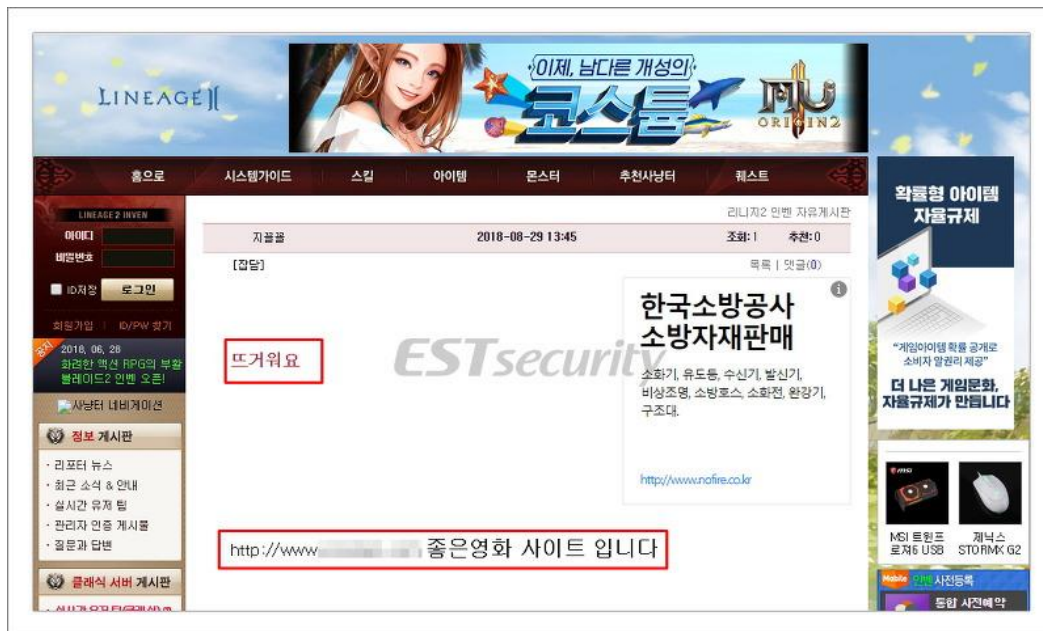 LINEAGE II
이제, 남다른 개성의
코스튬
MU
ORIGIN2
홈으로 시스템가이드 스킬 아이템 몬스터 추천사냥터 퀘스트
LINEAGE 2 INVEN
아이디
비밀번호
ID저장 로그인
회원가입 ID/PW 찾기
공지 2018, 06, 28
화려한 액션 RPG의 부활
블레이드2 인벤 오픈!
사냥터 네비게이션
정보 게시판
· 리포터 뉴스
· 최근 소식 & 안내
· 실시간 유저 팁
· 관리자 인증 게시물
· 질문과 답변
클래식 서버 게시판
리니지2 인벤 자유게시판
지꼴꼴 2018-08-29 13:45 조회: 1 추천: 0
[잡담] 목록 | 댓글(0)
뜨거워요
ESTsecurity
한국소방공사
소방자재판매
소화기, 유도등, 수신기, 발신기,
비상조명, 소방호스, 소화전, 완강기,
구조대.
http://www.nofire.co.kr
http://www 좋은영화 사이트 입니다
확률형 아이템
자율규제
“게임아이템 확률 공개로
소비자 알권리 제공”
더 나은 게임문화,
자율규제가 만듭니다
MSI 트윈프
로져6 USB
제닉스
STORMX G2
Mobile 인벤 사전등록
통합 사전예약